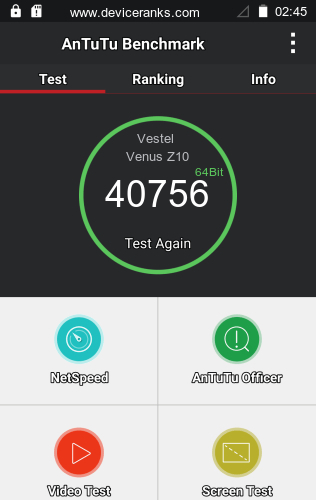 www.deviceranks.com 02:45
AnTuTu Benchmark
Test Ranking Info
Vestel
Venus Z10
64Bit
40756
Test Again
NetSpeed AnTuTu Officer
Video Test Screen Test